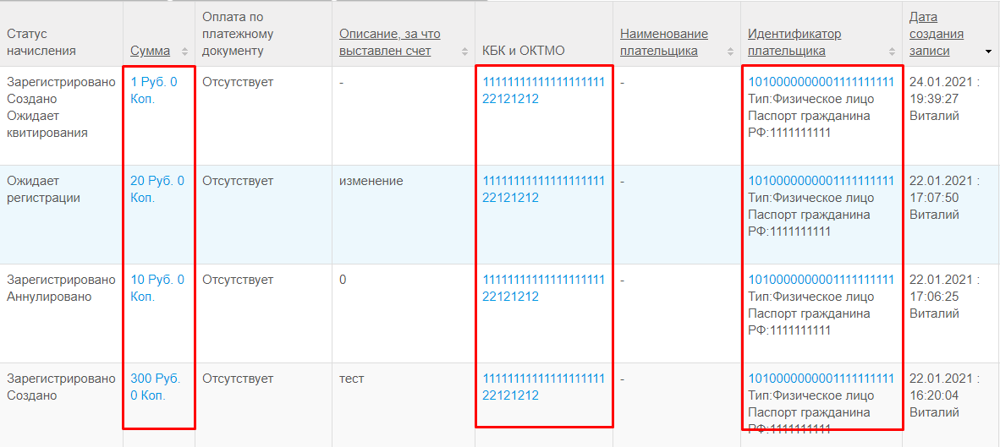 Статус
начисления
Сумма
Оплата по
платежному
документу
Описание, за что
выставлен счет
КБК и ОКТМО
Наименование
плательщика
Идентификатор
плательщика
Дата
создания
записи
Зарегистрировано
Создано
Ожидает
квитирования
1 Руб. 0
Коп.
Отсутствует
-
11111111111111111111
22121212
-
1010000000001111111111
Тип:Физическое лицо
Паспорт гражданина
РФ:1111111111
24.01.2021 :
19:39:27
Виталий
Ожидает
регистрации
20 Руб. 0
Коп.
Отсутствует
изменение
11111111111111111111
22121212
-
1010000000001111111111
Тип:Физическое лицо
Паспорт гражданина
РФ:1111111111
22.01.2021 :
17:07:50
Виталий
Зарегистрировано
Аннулировано
10 Руб. 0
Коп.
Отсутствует
0
11111111111111111111
22121212
-
1010000000001111111111
Тип:Физическое лицо
Паспорт гражданина
РФ:1111111111
22.01.2021 :
17:06:25
Виталий
Зарегистрировано
Создано
300 Руб.
0 Коп.
Отсутствует
тест
11111111111111111111
22121212
-
1010000000001111111111
Тип:Физическое лицо
Паспорт гражданина
РФ:1111111111
22.01.2021 :
16:20:04
Виталий